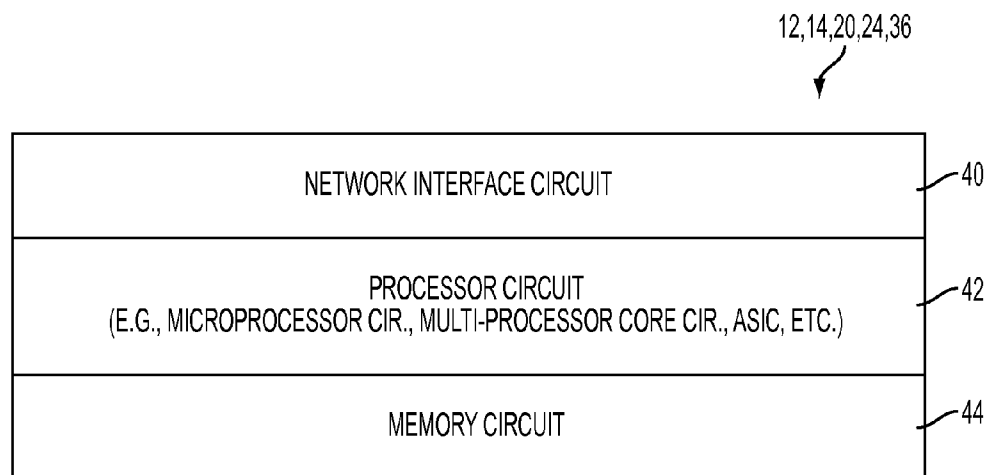 12,14,20,24,36
NETWORK INTERFACE CIRCUIT
40
PROCESSOR CIRCUIT
(E.G., MICROPROCESSOR CIR., MULTI-PROCESSOR CORE CIR., ASIC, ETC.)
42
MEMORY CIRCUIT
44